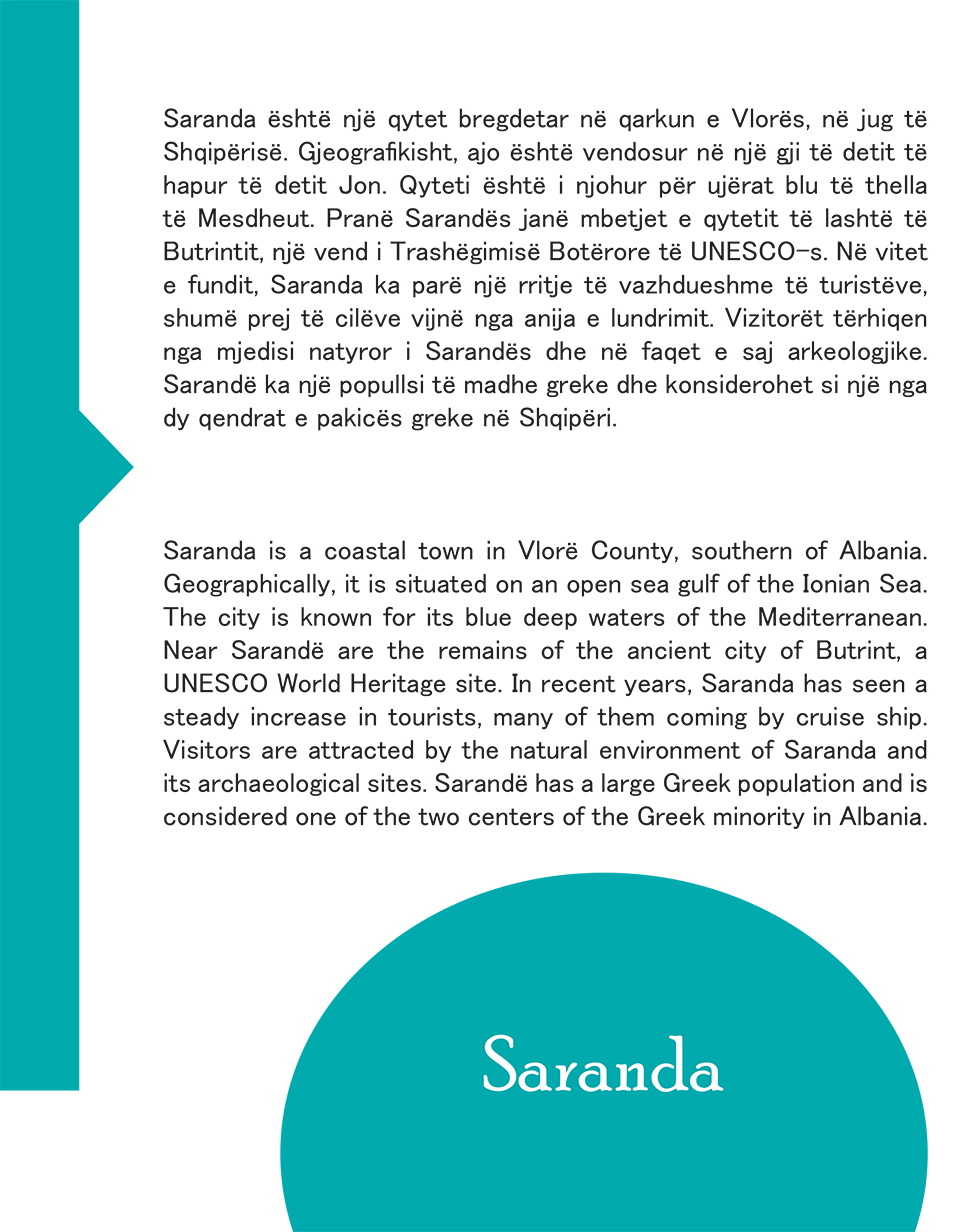 Saranda është një qytet bregdetar në qarkun e Vlorës, në jug të
Shqipërisë. Gjeografikisht, ajo është vendosur në një gji të detit të
hapur të detit Jon. Qyteti është i njohur për ujërat blu të thella
të Mesdheut. Pranë Sarandës janë mbetjet e qytetit të lashtë të
Butrintit, një vend i Trashëgimisë Botërore të UNESCO-s. Në vitet
e fundit, Saranda ka parë një rritje të vazhdueshme të turistëve,
shumë prej të cilëve vijnë nga anija e lundrimit. Vizitorët tërhiqen
nga mjedisi natyror i Sarandës dhe në faqet e saj arkeologjike.
Sarandë ka një popullsi të madhe greke dhe konsiderohet si një nga
dy qendrat e pakicës greke në Shqipëri.
Saranda is a coastal town in Vlorë County, southern of Albania.
Geographically, it is situated on an open sea gulf of the Ionian Sea.
The city is known for its blue deep waters of the Mediterranean.
Near Sarandë are the remains of the ancient city of Butrint, a
UNESCO World Heritage site. In recent years, Saranda has seen a
steady increase in tourists, many of them coming by cruise ship.
Visitors are attracted by the natural environment of Saranda and
its archaeological sites. Sarandë has a large Greek population and is
considered one of the two centers of the Greek minority in Albania.
Saranda